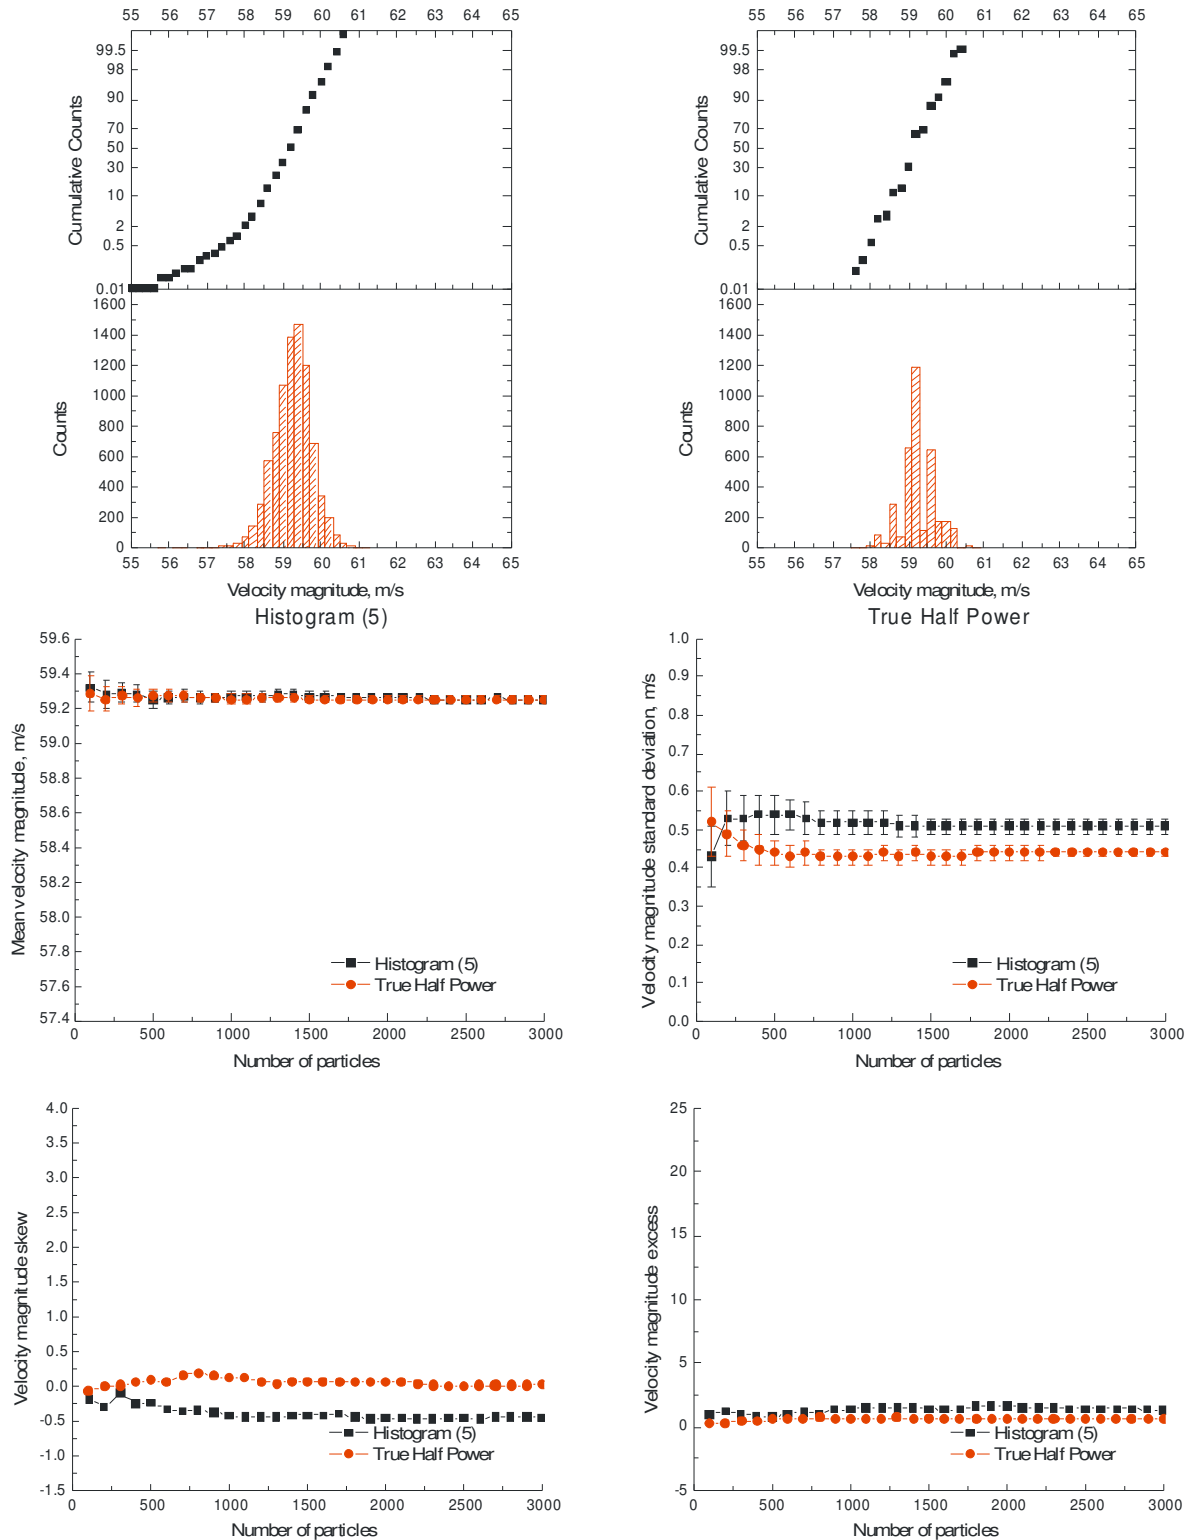 55 56 57 58 59 60 61 62 63 64 65
99.5
98
90
70
50
30
10
2
0.5
0.01
Cumulative Counts
1600
1400
1200
1000
800
600
400
200
0
Counts
55 56 57 58 59 60 61 62 63 64 65
Velocity magnitude, m/s
Histogram (5)
55 56 57 58 59 60 61 62 63 64 65
99.5
98
90
70
50
30
10
2
0.5
0.01
Cumulative Counts
1600
1400
1200
1000
800
600
400
200
0
Counts
55 56 57 58 59 60 61 62 63 64 65
Velocity magnitude, m/s
True Half Power
59.6
59.4
59.2
59.0
58.8
58.6
58.4
58.2
58.0
57.8
57.6
57.4
Mean velocity magnitude, m/s
Histogram (5)
True Half Power
0 500 1000 1500 2000 2500 3000
Number of particles
1.0
0.9
0.8
0.7
0.6
0.5
0.4
0.3
0.2
0.1
0.0
Velocity magnitude standard deviation, m/s
Histogram (5)
True Half Power
0 500 1000 1500 2000 2500 3000
Number of particles
4.0
3.5
3.0
2.5
2.0
1.5
1.0
0.5
0.0
-0.5
-1.0
-1.5
Velocity magnitude skew
Histogram (5)
True Half Power
0 500 1000 1500 2000 2500 3000
Number of particles
25
20
15
10
5
0
-5
Velocity magnitude excess
Histogram (5)
True Half Power
0 500 1000 1500 2000 2500 3000
Number of particles